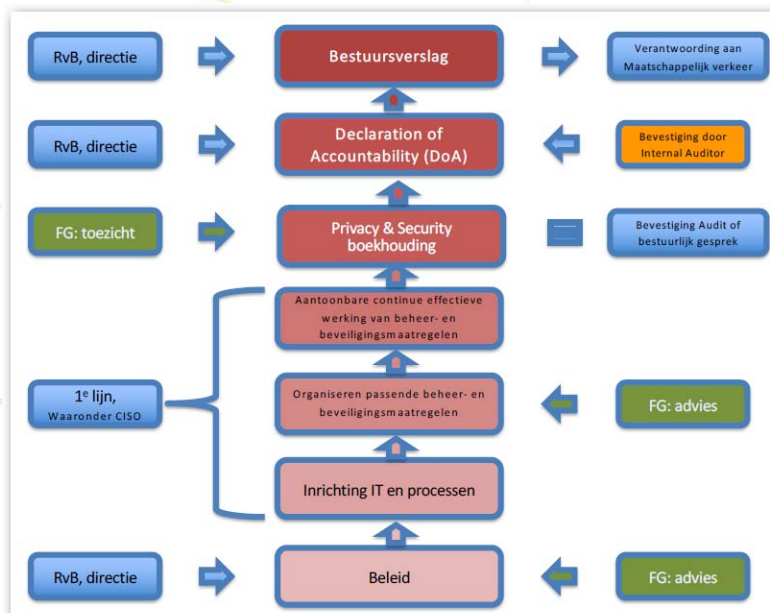 RvB, directie
Bestuursverslag
Verantwoording aan
Maatschappelijk verkeer
RvB, directie
Declaration of
Accountability (DoA)
Bevestiging door
Internal Auditor
FG: toezicht
Privacy & Security
boekhouding
Bevestiging Audit of
bestuurlijk gesprek
Aantoonbare continue effectieve
werking van beheer- en
beveiligingsmaatregelen
1e lijn,
Waaronder CISO
Organiseren passende beheer- en
beveiligingsmaatregelen
FG: advies
Inrichting IT en processen
RvB, directie
Beleid
FG: advies